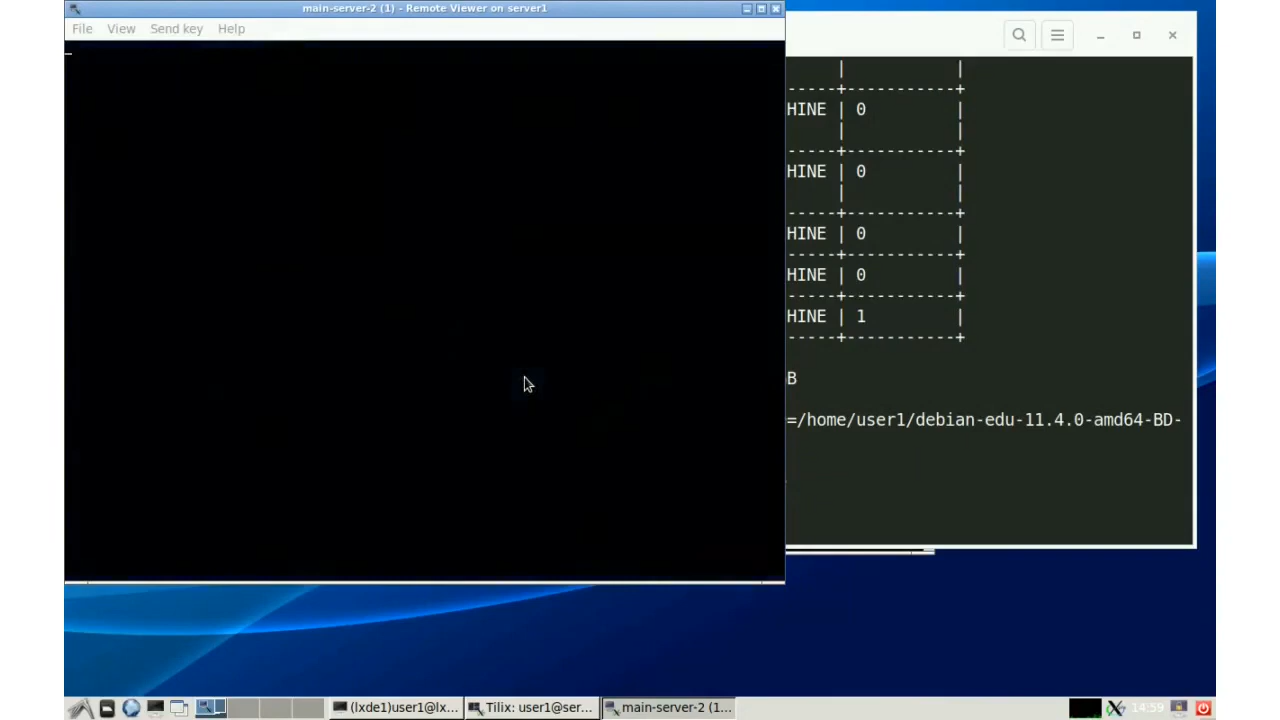 main-server-2 (1) - Remote Viewer on server1
File View Send key Help
| |
-----+-----------+
HINE | 0 |
| |
-----+-----------+
HINE | 0 |
| |
-----+-----------+
HINE | 0 |
-----+-----------+
HINE | 0 |
-----+-----------+
HINE | 1 |
-----+-----------+
B
=/home/user1/debian-edu-11.4.0-amd64-BD-
(lxde1)user1@lx... Tilix: user1@ser... main-server-2 (1... 14:59